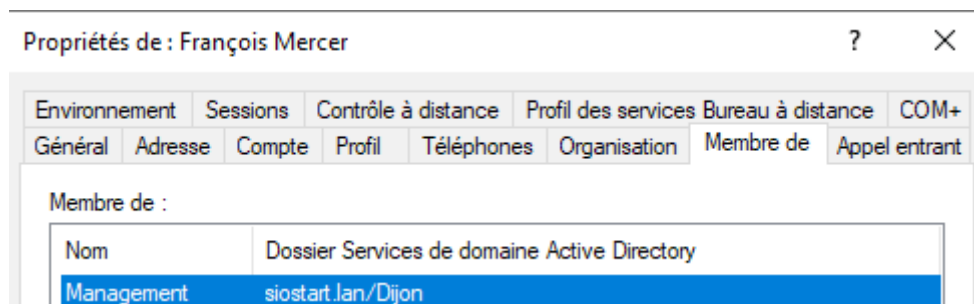 Propriétés de : François Mercer ? ×
Environnement Sessions Contrôle à distance Profil des services Bureau à distance COM+
Général Adresse Compte Profil Téléphones Organisation Membre de Appel entrant
Membre de :
Nom Dossier Services de domaine Active Directory
Management siostart.lan/Dijon